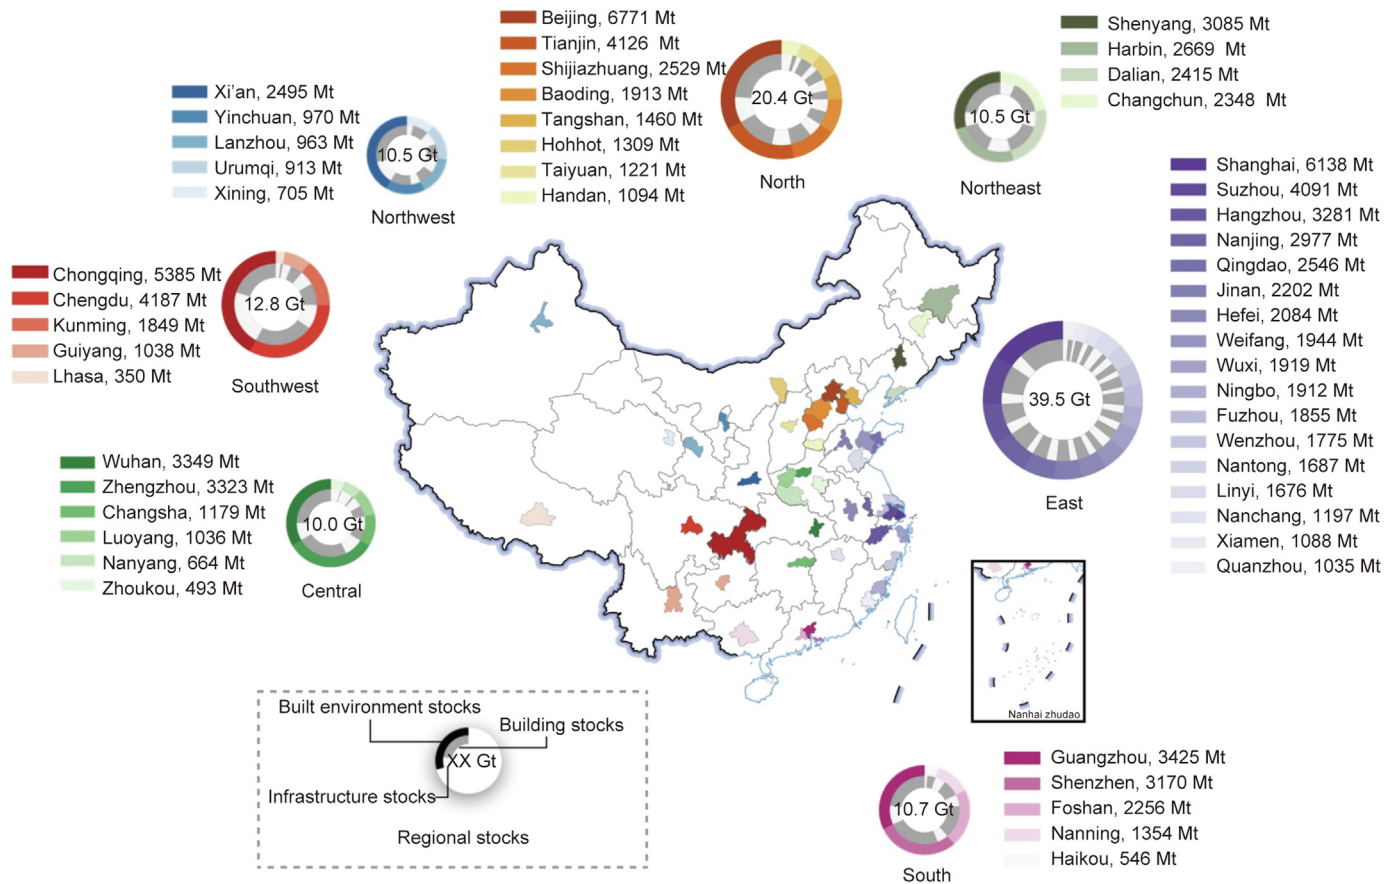 Beijing, 6771 Mt
Tianjin, 4126 Mt
Shijiazhuang, 2529 Mt
Baoding, 1913 Mt
Tangshan, 1460 Mt
Hohhot, 1309 Mt
Taiyuan, 1221 Mt
Handan, 1094 Mt
20.4 Gt
North
Shenyang, 3085 Mt
Harbin, 2669 Mt
Dalian, 2415 Mt
Changchun, 2348 Mt
10.5 Gt
Northeast
Xi'an, 2495 Mt
Yinchuan, 970 Mt
Lanzhou, 963 Mt
Urumqi, 913 Mt
Xining, 705 Mt
10.5 Gt
Northwest
Shanghai, 6138 Mt
Suzhou, 4091 Mt
Hangzhou, 3281 Mt
Nanjing, 2977 Mt
Qingdao, 2546 Mt
Jinan, 2202 Mt
Hefei, 2084 Mt
Weifang, 1944 Mt
Wuxi, 1919 Mt
Ningbo, 1912 Mt
Fuzhou, 1855 Mt
Wenzhou, 1775 Mt
Nantong, 1687 Mt
Linyi, 1676 Mt
Nanchang, 1197 Mt
Xiamen, 1088 Mt
Quanzhou, 1035 Mt
39.5 Gt
East
Chongqing, 5385 Mt
Chengdu, 4187 Mt
Kunming, 1849 Mt
Guiyang, 1038 Mt
Lhasa, 350 Mt
12.8 Gt
Southwest
Wuhan, 3349 Mt
Zhengzhou, 3323 Mt
Changsha, 1179 Mt
Luoyang, 1036 Mt
Nanyang, 664 Mt
Zhoukou, 493 Mt
10.0 Gt
Central
Nanhai zhudao
Built environment stocks
Building stocks
XX Gt
Infrastructure stocks
Regional stocks
10.7 Gt
South
Guangzhou, 3425 Mt
Shenzhen, 3170 Mt
Foshan, 2256 Mt
Nanning, 1354 Mt
Haikou, 546 Mt